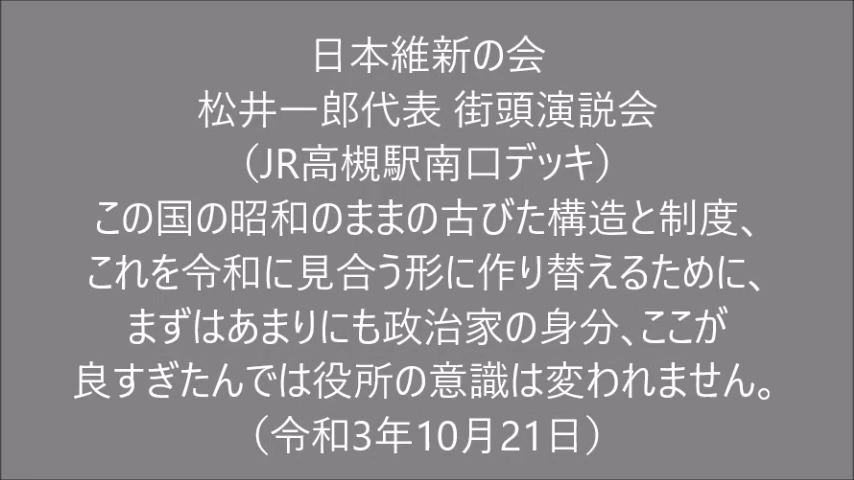 日本維新の会
松井一郎代表 街頭演説会
（JR高槻駅南口デッキ）
この国の昭和のままの古びた構造と制度、
これを令和に見合う形に作り替えるために、
まずはあまりにも政治家の身分、ここが
良すぎたんでは役所の意識は変われません。
（令和3年10月21日）